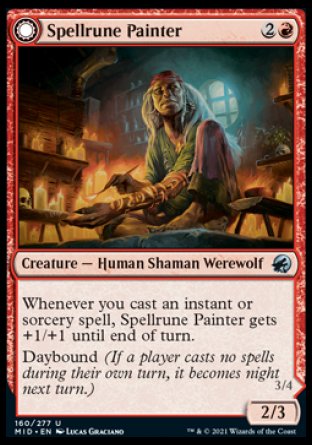 Spellrune Painter 2
Creature — Human Shaman Werewolf
Whenever you cast an instant or
sorcery spell, Spellrune Painter gets
+1/+1 until end of turn.
Daybound (If a player casts no spells
during their own turn, it becomes night
next turn.)
3/4
2/3
160/277 U
MID • EN LUCAS GRACIANO
™ & © 2021 Wizards of the Coast